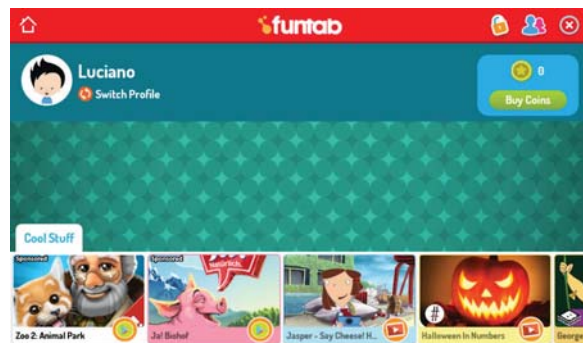 funtab
Luciano
Switch Profile
0
Buy Coins
Cool Stuff
Sponsored
Sponsored
Zoo 2: Animal Park
Ja! Biohof
Jasper - Say Cheese! H...
#
Halloween In Numbers
George